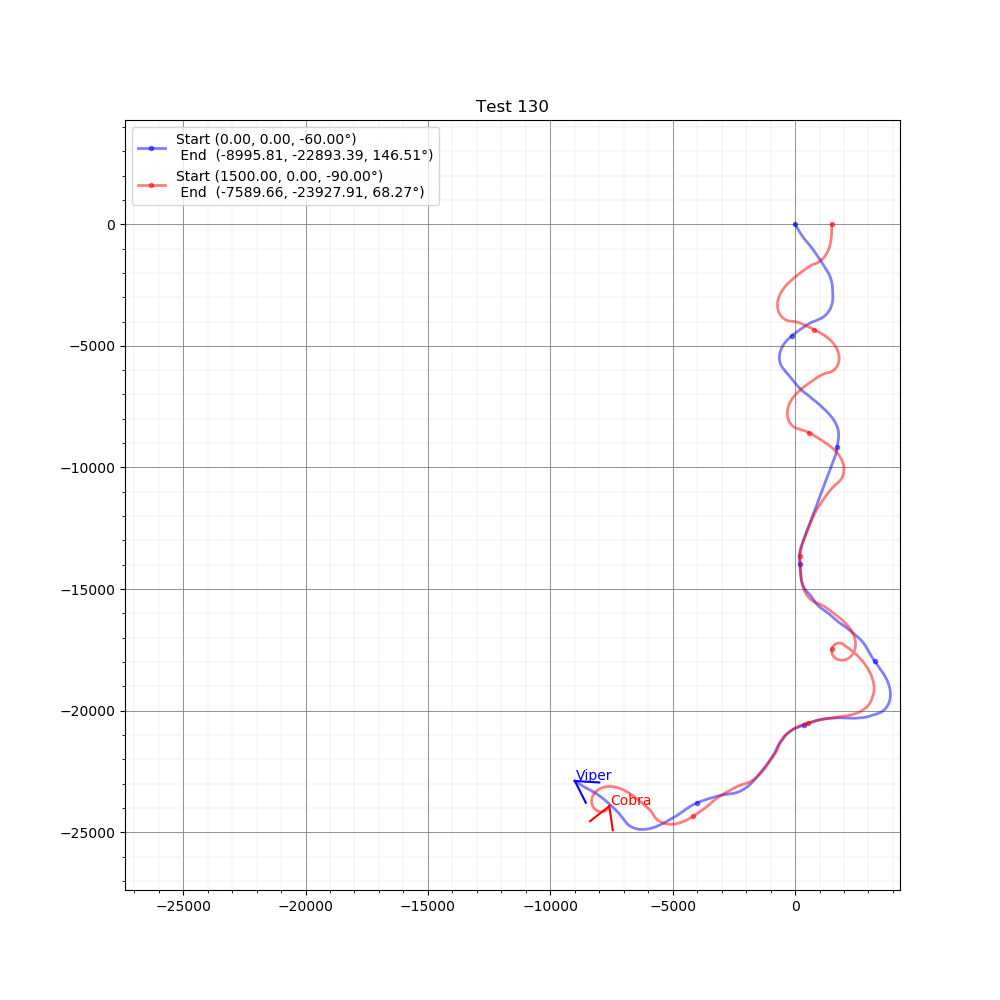 Test 130
Start (0.00, 0.00, -60.00°)
End  (-8995.81, -22893.39, 146.51°)
Start (1500.00, 0.00, -90.00°)
End  (-7589.66, -23927.91, 68.27°)
0
−5000
−10000
−15000
−20000
Viper
Cobra
−25000
−25000
−20000
−15000
−10000
−5000
0